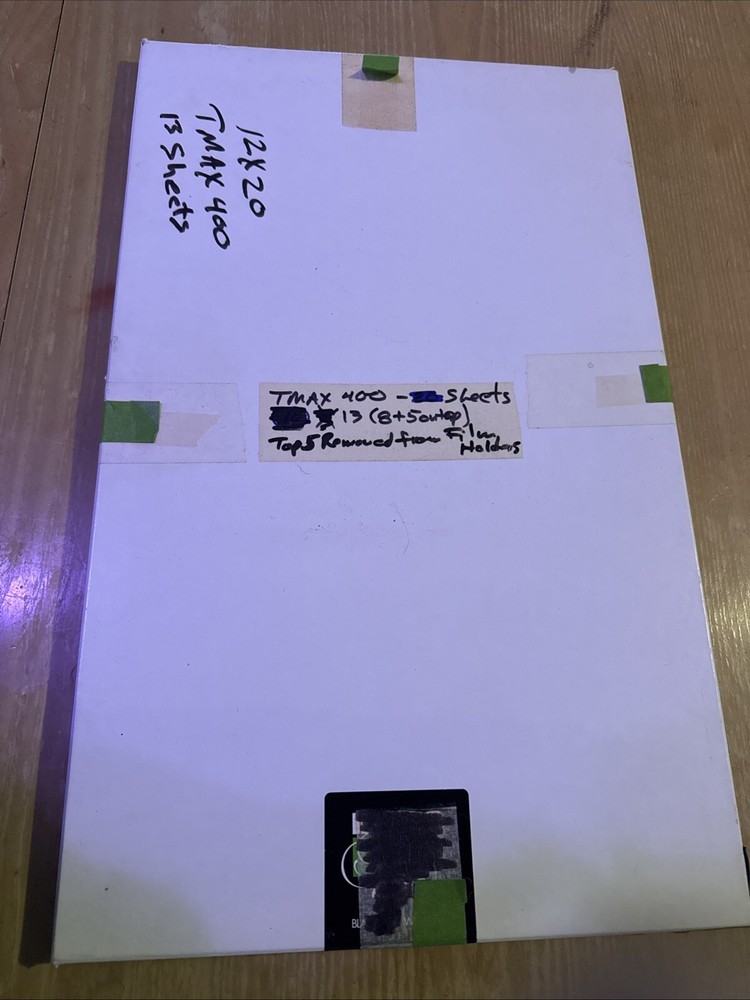 12X20
TMAX 400
13 Sheets
TMAX 400 - Sheets
13 (8+5 on top)
Top 5 Removed from Film
Holders